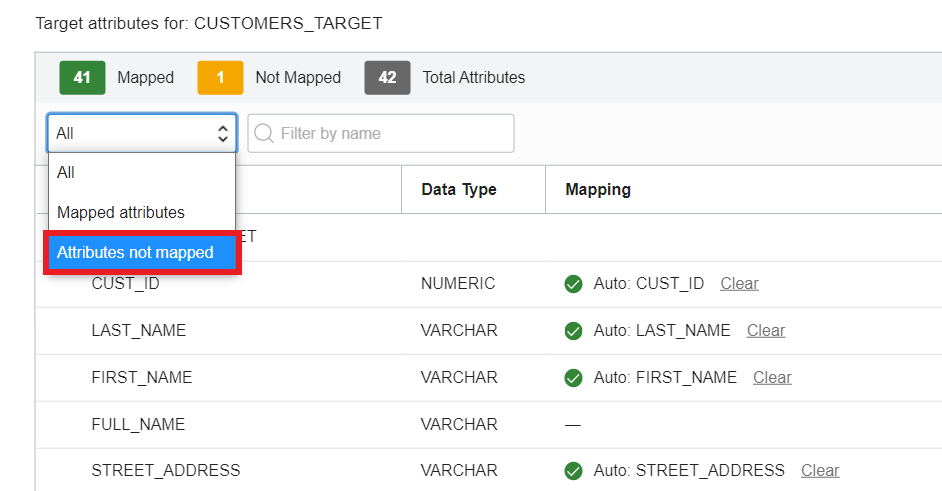 Target attributes for: CUSTOMERS_TARGET
41 Mapped 1 Not Mapped 42 Total Attributes
All Filter by name
All
Mapped attributes
Attributes not mapped
Data Type Mapping
ET
CUST_ID NUMERIC Auto: CUST_ID Clear
LAST_NAME VARCHAR Auto: LAST_NAME Clear
FIRST_NAME VARCHAR Auto: FIRST_NAME Clear
FULL_NAME VARCHAR —
STREET_ADDRESS VARCHAR Auto: STREET_ADDRESS Clear